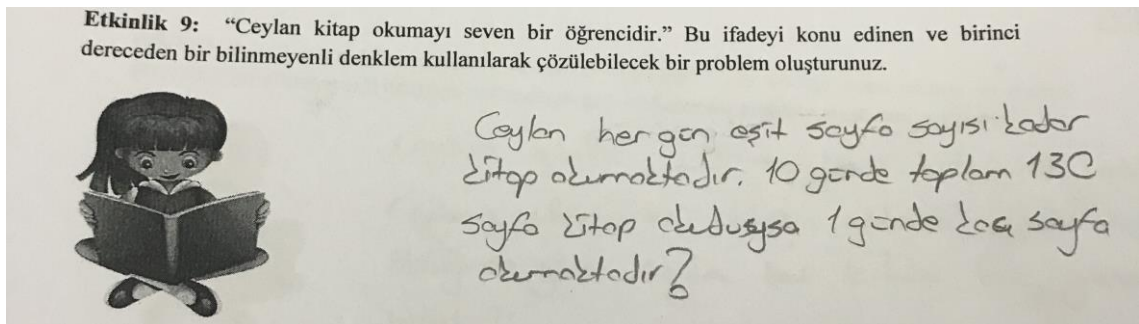 Etkinlik 9: “Ceylan kitap okumayı seven bir öğrencidir.” Bu ifadeyi konu edinen ve birinci
dereceden bir bilinmeyenli denklem kullanılarak çözülebilecek bir problem oluşturunuz.
Ceylan her gün eşit sayfa sayısı kadar
kitap okumaktadır. 10 günde toplam 130
sayfa kitap okuduysa 1 günde kaç sayfa
okumaktadır?